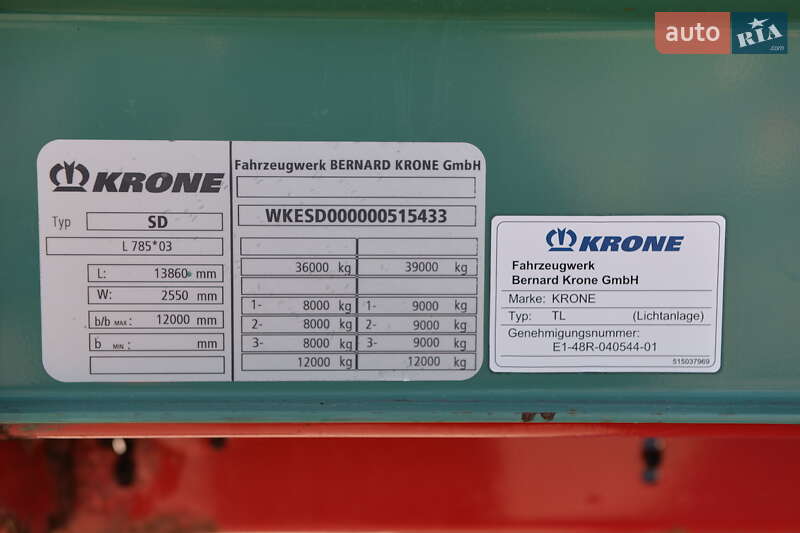 auto RIA .com
KRONE
Fahrzeugwerk BERNARD KRONE GmbH
Typ SD
WKESD000000515433
L 785*03
L: 13860 mm
W: 2550 mm
b/b MAX: 12000 mm
b MIN: mm
36000 kg 39000 kg
1- 8000 kg 1- 9000 kg
2- 8000 kg 2- 9000 kg
3- 8000 kg 3- 9000 kg
12000 kg 12000 kg
KRONE
Fahrzeugwerk
Bernard Krone GmbH
Marke: KRONE
Typ: TL (Lichtanlage)
Genehmigungsnummer:
E1-48R-040544-01
515037969